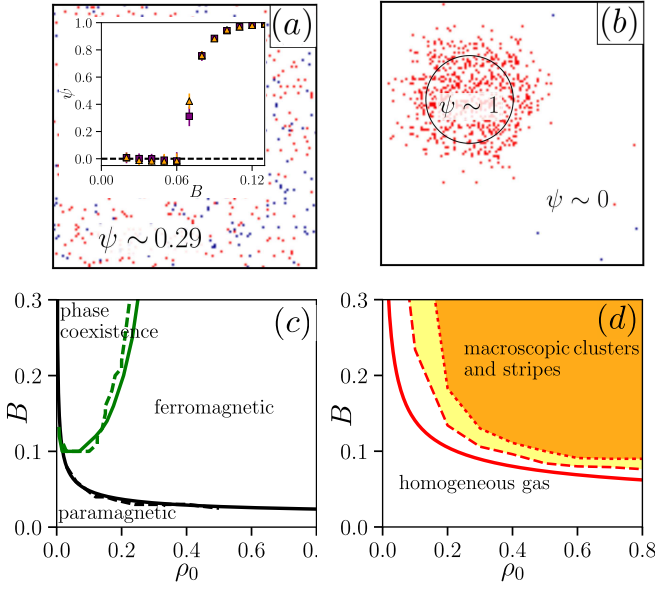 (a)
1.0
0.8
0.6
0.4
0.2
0.0
ψ
0.00 0.06 0.12
B
ψ ~ 0.29
(b)
ψ ~ 1
ψ ~ 0
(c)
0.3
0.2
0.1
0.0
B
phase
coexistence
ferromagnetic
paramagnetic
0.0 0.2 0.4 0.6 0.
ρ0
(d)
0.3
0.2
0.1
0.0
B
macroscopic clusters
and stripes
homogeneous gas
0.0 0.2 0.4 0.6 0.8
ρ0